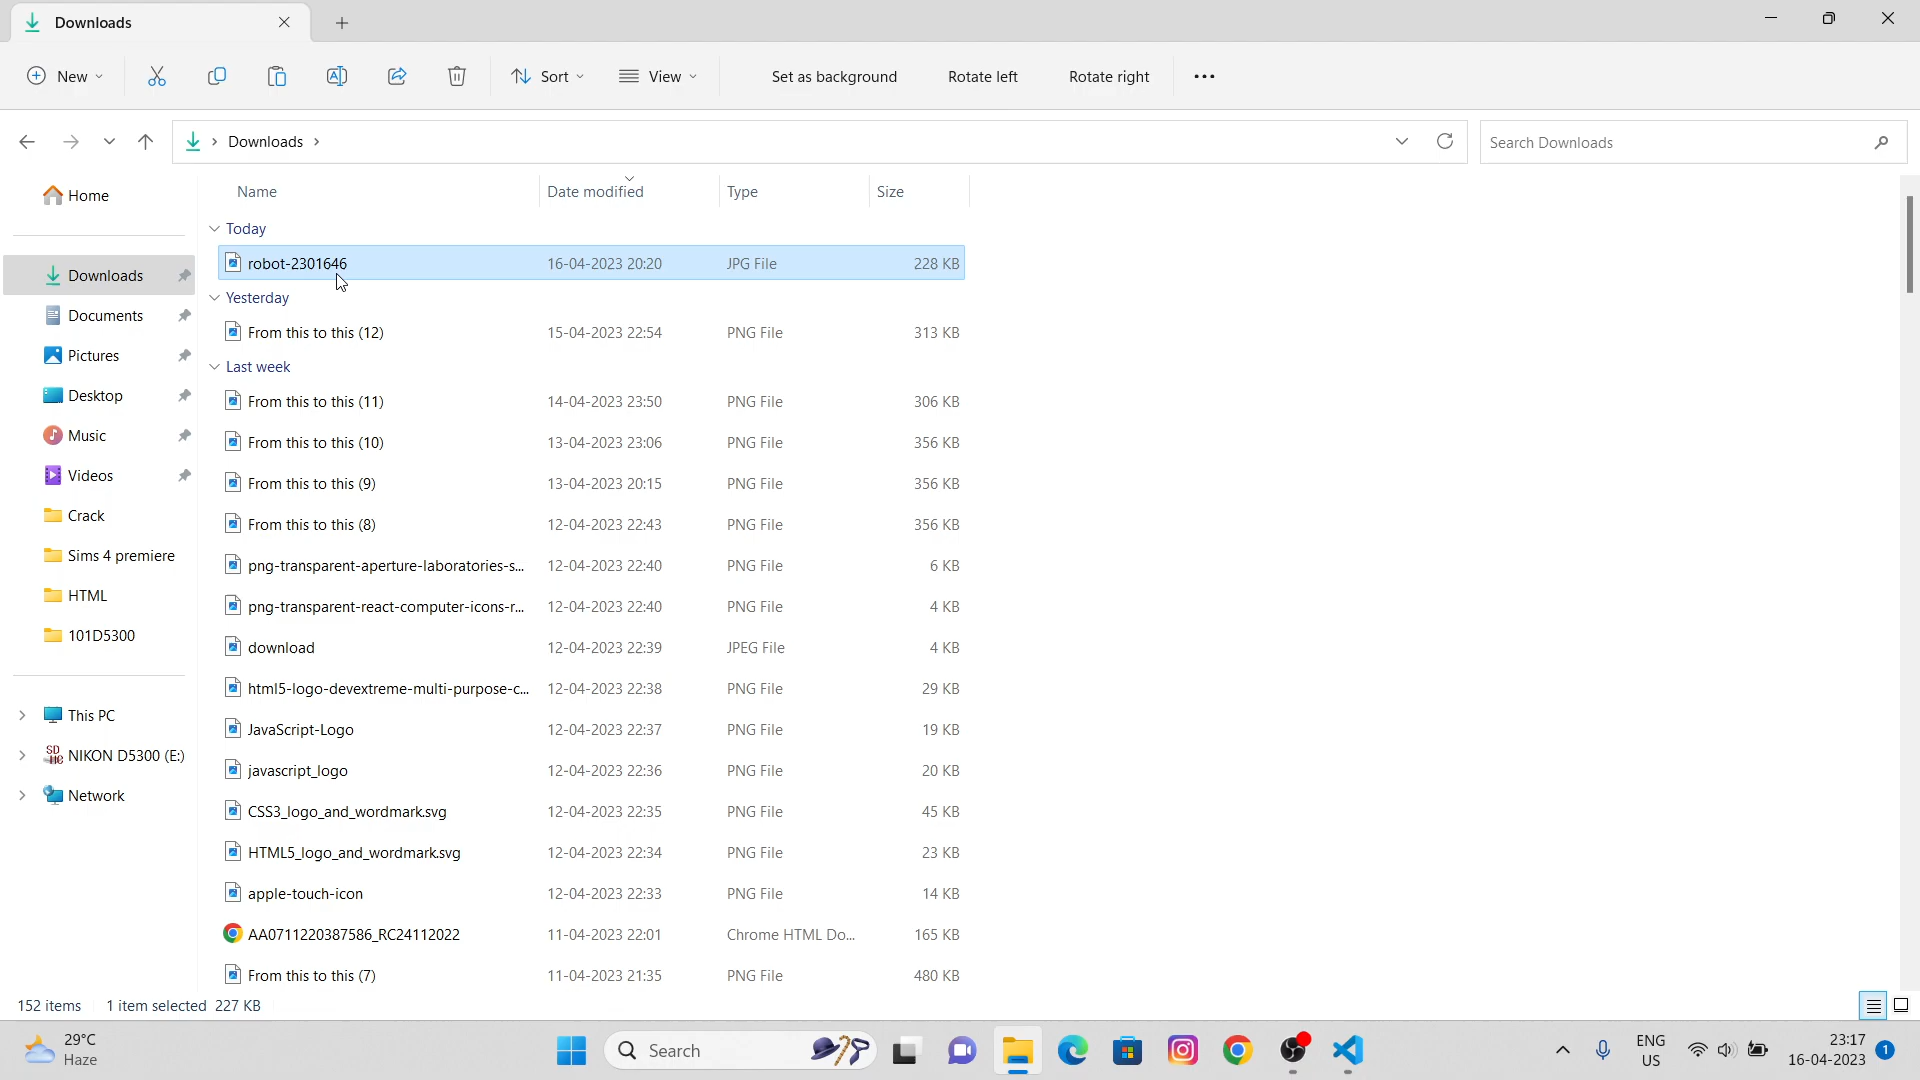 Downloads
New
Sort
View
Set as background
Rotate left
Rotate right
Downloads
Search Downloads
Home
Downloads
Documents
Pictures
Desktop
Music
Videos
Crack
Sims 4 premiere
HTML
101D5300
This PC
NIKON D5300 (E:)
Network
Name Date modified Type Size
Today
robot-2301646 16-04-2023 20:20 JPG File 228 KB
Yesterday
From this to this (12) 15-04-2023 22:54 PNG File 313 KB
Last week
From this to this (11) 14-04-2023 23:50 PNG File 306 KB
From this to this (10) 13-04-2023 23:06 PNG File 356 KB
From this to this (9) 13-04-2023 20:15 PNG File 356 KB
From this to this (8) 12-04-2023 22:43 PNG File 356 KB
png-transparent-aperture-laboratories-s... 12-04-2023 22:40 PNG File 6 KB
png-transparent-react-computer-icons-r... 12-04-2023 22:40 PNG File 4 KB
download 12-04-2023 22:39 JPEG File 4 KB
html5-logo-devextreme-multi-purpose-c... 12-04-2023 22:38 PNG File 29 KB
JavaScript-Logo 12-04-2023 22:37 PNG File 19 KB
javascript_logo 12-04-2023 22:36 PNG File 20 KB
CSS3_logo_and_wordmark.svg 12-04-2023 22:35 PNG File 45 KB
HTML5_logo_and_wordmark.svg 12-04-2023 22:34 PNG File 23 KB
apple-touch-icon 12-04-2023 22:33 PNG File 14 KB
AA0711220387586_RC24112022 11-04-2023 22:01 Chrome HTML Do... 165 KB
From this to this (7) 11-04-2023 21:35 PNG File 480 KB
152 items 1 item selected 227 KB
29°C
Haze
Search
ENG
US
23:17
16-04-2023
1